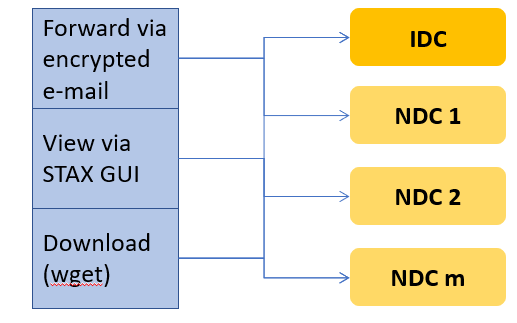 Forward via
encrypted
e-mail
View via
STAX GUI
Download
(wget)
IDC
NDC 1
NDC 2
NDC m